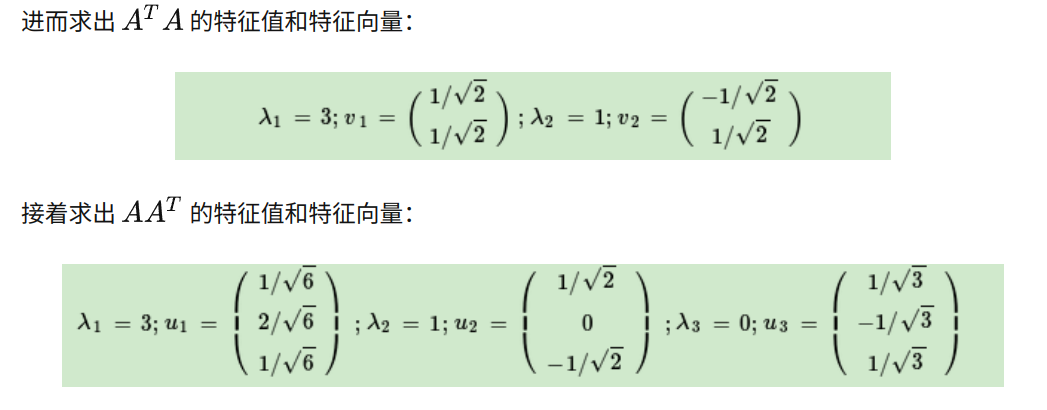 进而求出 $A^T A$ 的特征值和特征向量：
$\lambda_1 = 3; v_1 = \begin{pmatrix} 1/\sqrt{2} \\ 1/\sqrt{2} \end{pmatrix}; \lambda_2 = 1; v_2 = \begin{pmatrix} -1/\sqrt{2} \\ 1/\sqrt{2} \end{pmatrix}$
接着求出 $AA^T$ 的特征值和特征向量：
$\lambda_1 = 3; u_1 = \begin{pmatrix} 1/\sqrt{6} \\ 2/\sqrt{6} \\ 1/\sqrt{6} \end{pmatrix}; \lambda_2 = 1; u_2 = \begin{pmatrix} 1/\sqrt{2} \\ 0 \\ -1/\sqrt{2} \end{pmatrix}; \lambda_3 = 0; u_3 = \begin{pmatrix} 1/\sqrt{3} \\ -1/\sqrt{3} \\ 1/\sqrt{3} \end{pmatrix}$